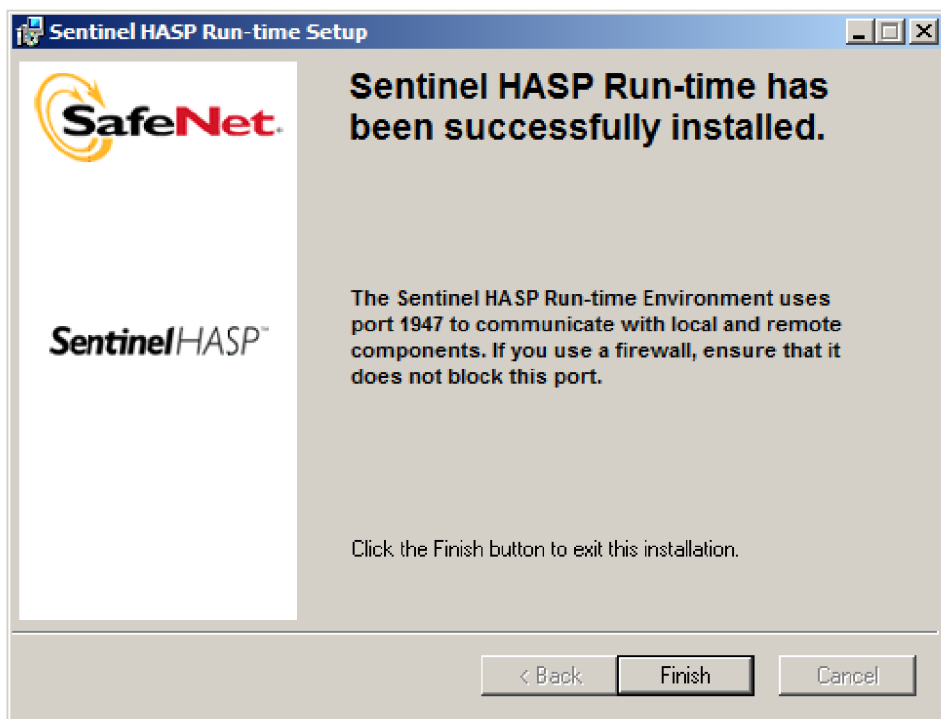 Sentinel HASP Run-time Setup
SafeNet.
Sentinel HASP Run-time has
been successfully installed.
The Sentinel HASP Run-time Environment uses
port 1947 to communicate with local and remote
components. If you use a firewall, ensure that it
does not block this port.
SentinelHASP™
Click the Finish button to exit this installation.
< Back
Finish
Cancel